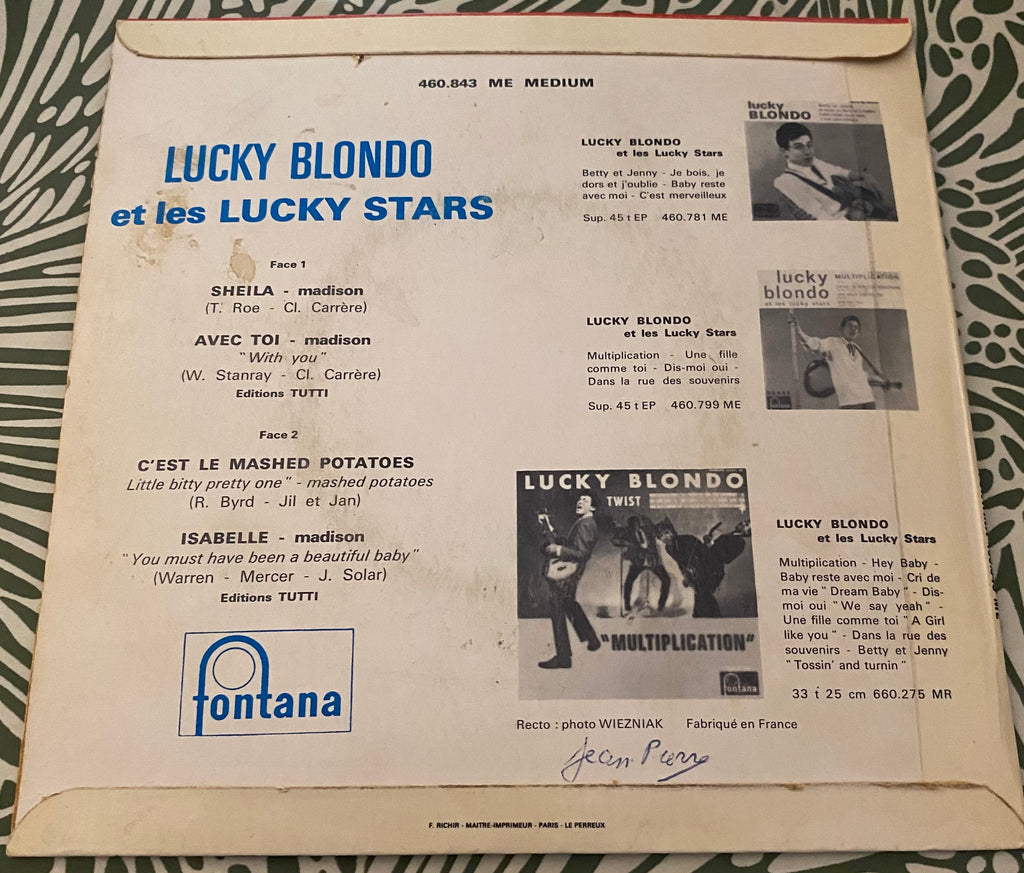 460.843 ME MEDIUM
LUCKY BLONDO
et les LUCKY STARS
Face 1
SHEILA - madison
(T. Roe - Cl. Carrère)
AVEC TOI - madison
"With you"
(W. Stanray - Cl. Carrère)
Editions TUTTI
Face 2
C'EST LE MASHED POTATOES
Little bitty pretty one" - mashed potatoes
(R. Byrd - Jil et Jan)
ISABELLE - madison
"You must have been a beautiful baby"
(Warren - Mercer - J. Solar)
Editions TUTTI
fontana
LUCKY BLONDO
et les Lucky Stars
Betty et Jenny - Je bois, je
dors et j'oublie - Baby reste
avec moi - C'est merveilleux
Sup. 45 t EP 460.781 ME
lucky
BLONDO
LUCKY BLONDO
et les Lucky Stars
Multiplication - Une fille
comme toi - Dis-moi oui -
Dans la rue des souvenirs
Sup. 45 t EP 460.799 ME
lucky
blondo
et les lucky stars
MULTIPLICATION
LUCKY BLONDO
TWIST
"MULTIPLICATION"
fontana
LUCKY BLONDO
et les Lucky Stars
Multiplication - Hey Baby -
Baby reste avec moi - Cri de
ma vie "Dream Baby" - Dis-
moi oui "We say yeah" -
Une fille comme toi "A Girl
like you" - Dans la rue des
souvenirs - Betty et Jenny
"Tossin' and turnin"
33 t 25 cm 660.275 MR
Recto : photo WIEZNIAK Fabriqué en France
Jean Pierre
F. RICHIR - MAITRE-IMPRIMEUR - PARIS - LE PERREUX